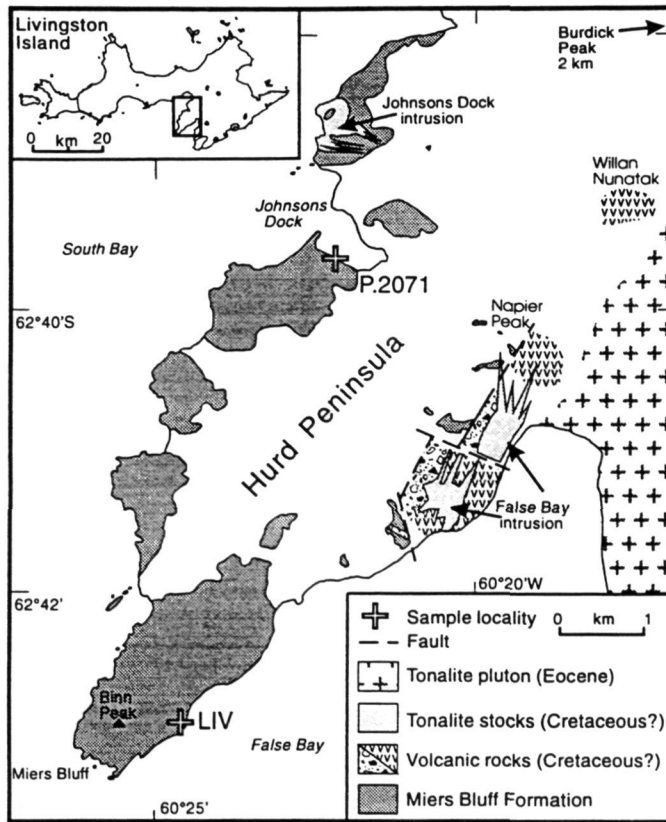 Livingston
Island
0 km 20
Burdick
Peak
2 km
Johnsons Dock
intrusion
Willan
Nunatak
Johnsons
Dock
South Bay
P.2071
62°40'S
Napier
Peak
Hurd Peninsula
False Bay
intrusion
60°20'W
62°42'
Binn
Peak
LIV
False Bay
Miers Bluff
60°25'
Sample locality
0 km 1
Fault
Tonalite pluton (Eocene)
Tonalite stocks (Cretaceous?)
Volcanic rocks (Cretaceous?)
Miers Bluff Formation